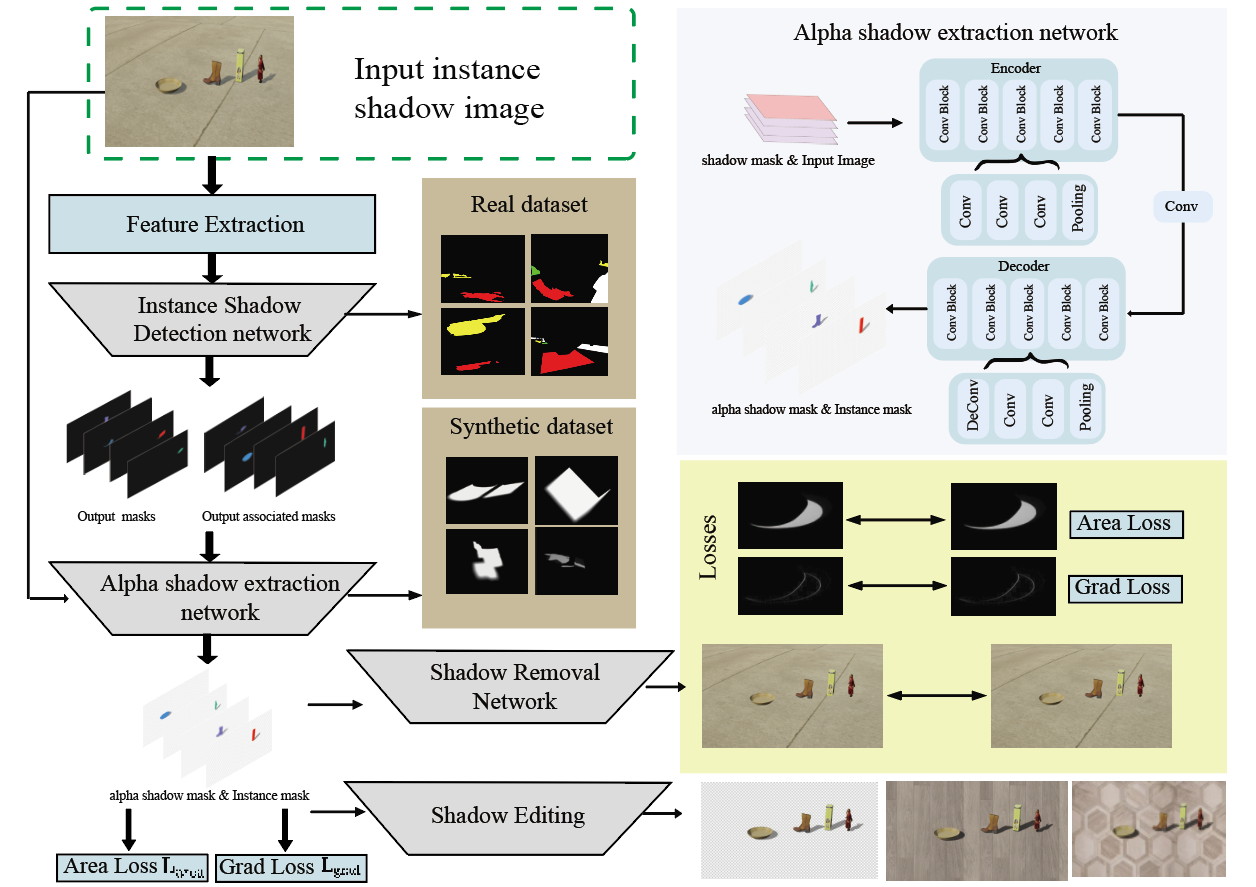 Input instance
shadow image
Feature Extraction
Instance Shadow
Detection network
Output masks
Output associated masks
Alpha shadow extraction
network
alpha shadow mask & Instance mask
Area Loss
Grad Loss L
Real dataset
Synthetic dataset
Shadow Removal
Network
Shadow Editing
Alpha shadow extraction network
shadow mask & Input Image
Encoder
Conv Block
Conv Block
Conv Block
Conv Block
Conv Block
Conv
Conv
Conv
Pooling
Conv
Decoder
Conv Block
Conv Block
Conv Block
Conv Block
Conv Block
DeConv
Conv
Conv
Pooling
alpha shadow mask & Instance mask
Losses
Area Loss
Grad Loss